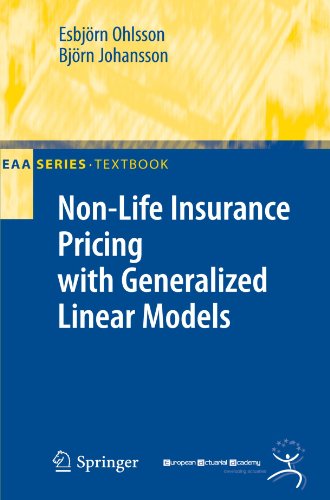 Esbjörn Ohlsson
Björn Johansson
EAA SERIES · TEXTBOOK
Non-Life Insurance
Pricing
with Generalized
Linear Models
Springer
european actuarial academy